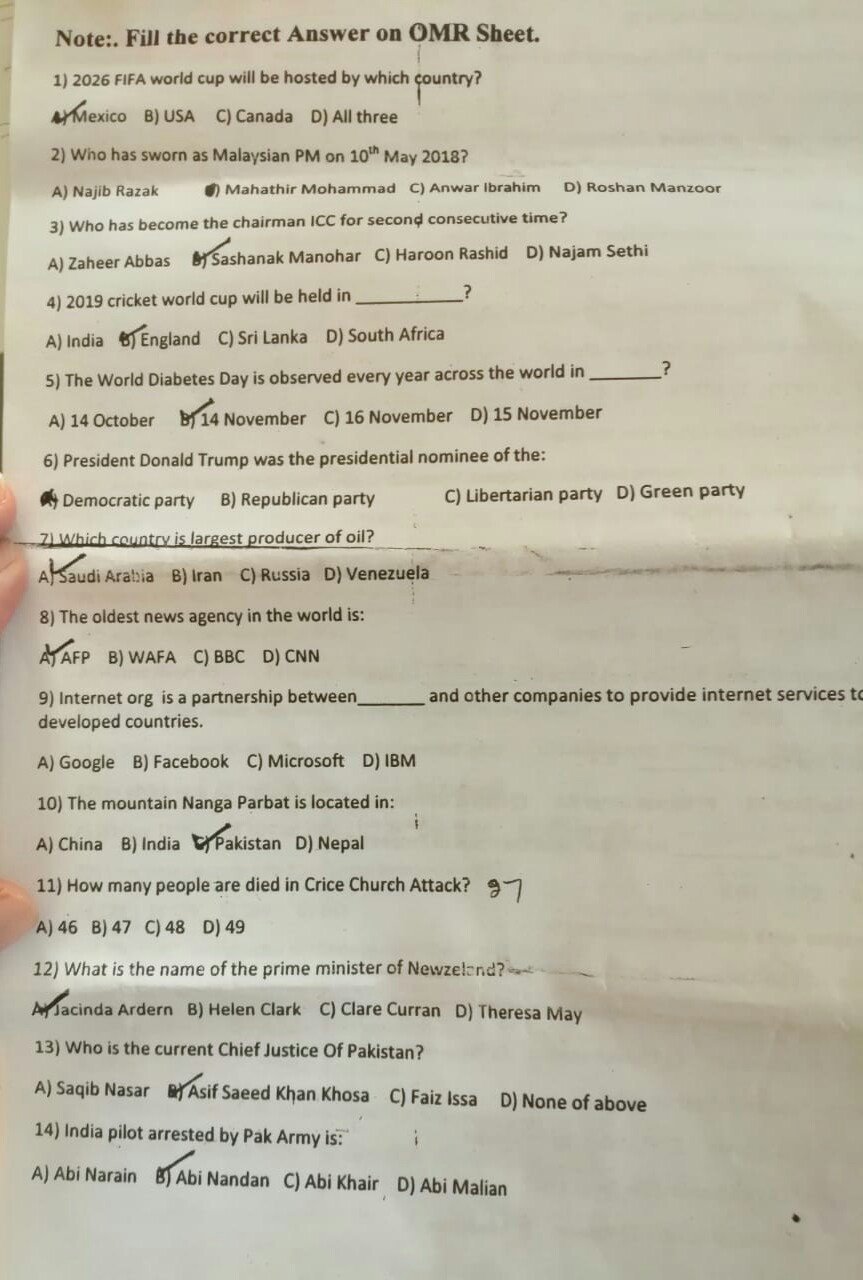 Note:. Fill the correct Answer on OMR Sheet.
1) 2026 FIFA world cup will be hosted by which country?
A) Mexico B) USA C) Canada D) All three
2) Who has sworn as Malaysian PM on 10th May 2018?
A) Najib Razak B) Mahathir Mohammad C) Anwar Ibrahim D) Roshan Manzoor
3) Who has become the chairman ICC for second consecutive time?
A) Zaheer Abbas B) Sashanak Manohar C) Haroon Rashid D) Najam Sethi
4) 2019 cricket world cup will be held in ___________?
A) India B) England C) Sri Lanka D) South Africa
5) The World Diabetes Day is observed every year across the world in _______?
A) 14 October B) 14 November C) 16 November D) 15 November
6) President Donald Trump was the presidential nominee of the:
A) Democratic party B) Republican party C) Libertarian party D) Green party
7) Which country is largest producer of oil?
A) Saudi Arabia B) Iran C) Russia D) Venezuela
8) The oldest news agency in the world is:
A) AFP B) WAFA C) BBC D) CNN
9) Internet org is a partnership between_______ and other companies to provide internet services to
developed countries.
A) Google B) Facebook C) Microsoft D) IBM
10) The mountain Nanga Parbat is located in:
A) China B) India C) Pakistan D) Nepal
11) How many people are died in Crice Church Attack?
A) 46 B) 47 C) 48 D) 49
12) What is the name of the prime minister of Newzeland?
A) Jacinda Ardern B) Helen Clark C) Clare Curran D) Theresa May
13) Who is the current Chief Justice Of Pakistan?
A) Saqib Nasar B) Asif Saeed Khan Khosa C) Faiz Issa D) None of above
14) India pilot arrested by Pak Army is:
A) Abi Narain B) Abi Nandan C) Abi Khair D) Abi Malian